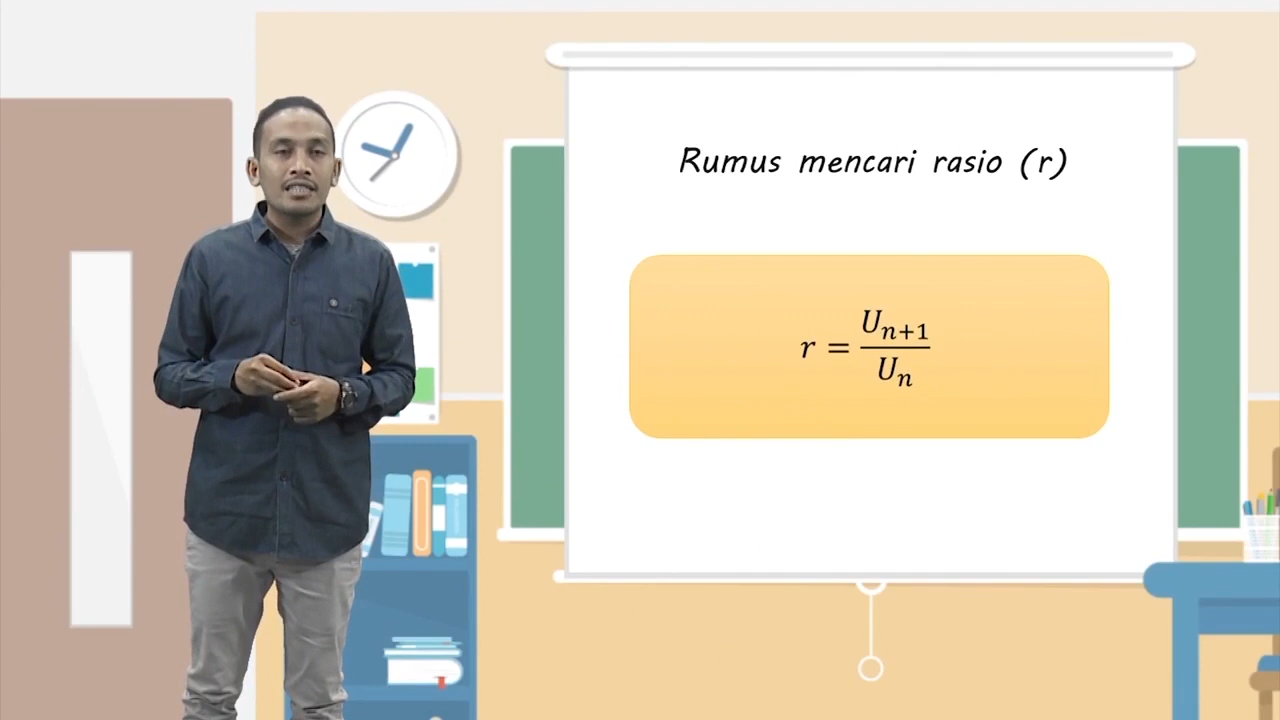 Rumus mencari rasio (r)
r = U_{n+1} / U_n